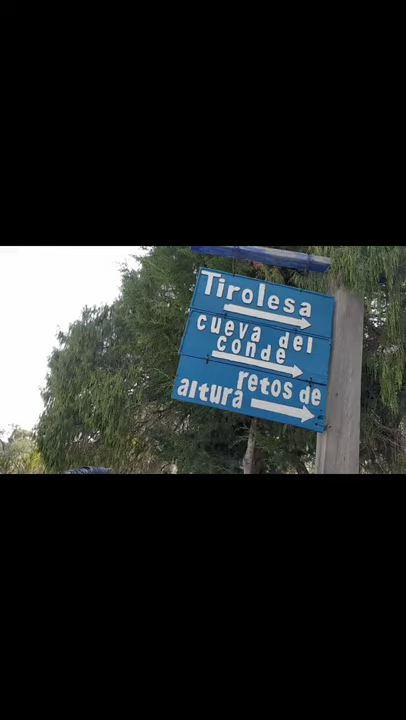 Tirolesa
cueva del
conde
retos de
altura